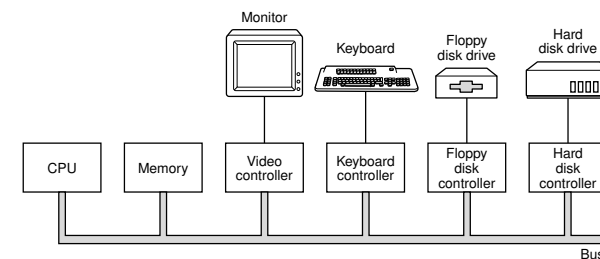 Monitor
Keyboard
Floppy
disk drive
Hard
disk drive
CPU
Memory
Video
controller
Keyboard
controller
Floppy
disk
controller
Hard
disk
controller
Bus